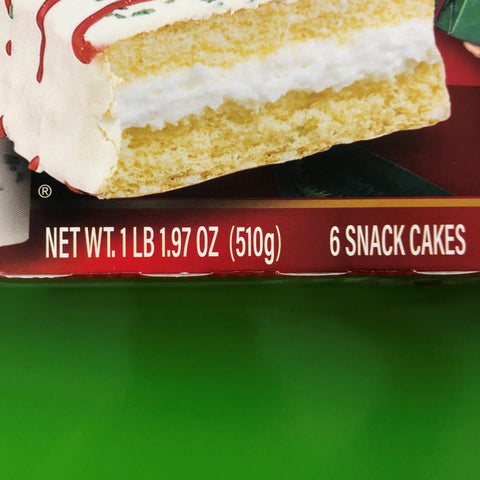 ®
NET WT. 1 LB 1.97 OZ (510g) 6 SNACK CAKES